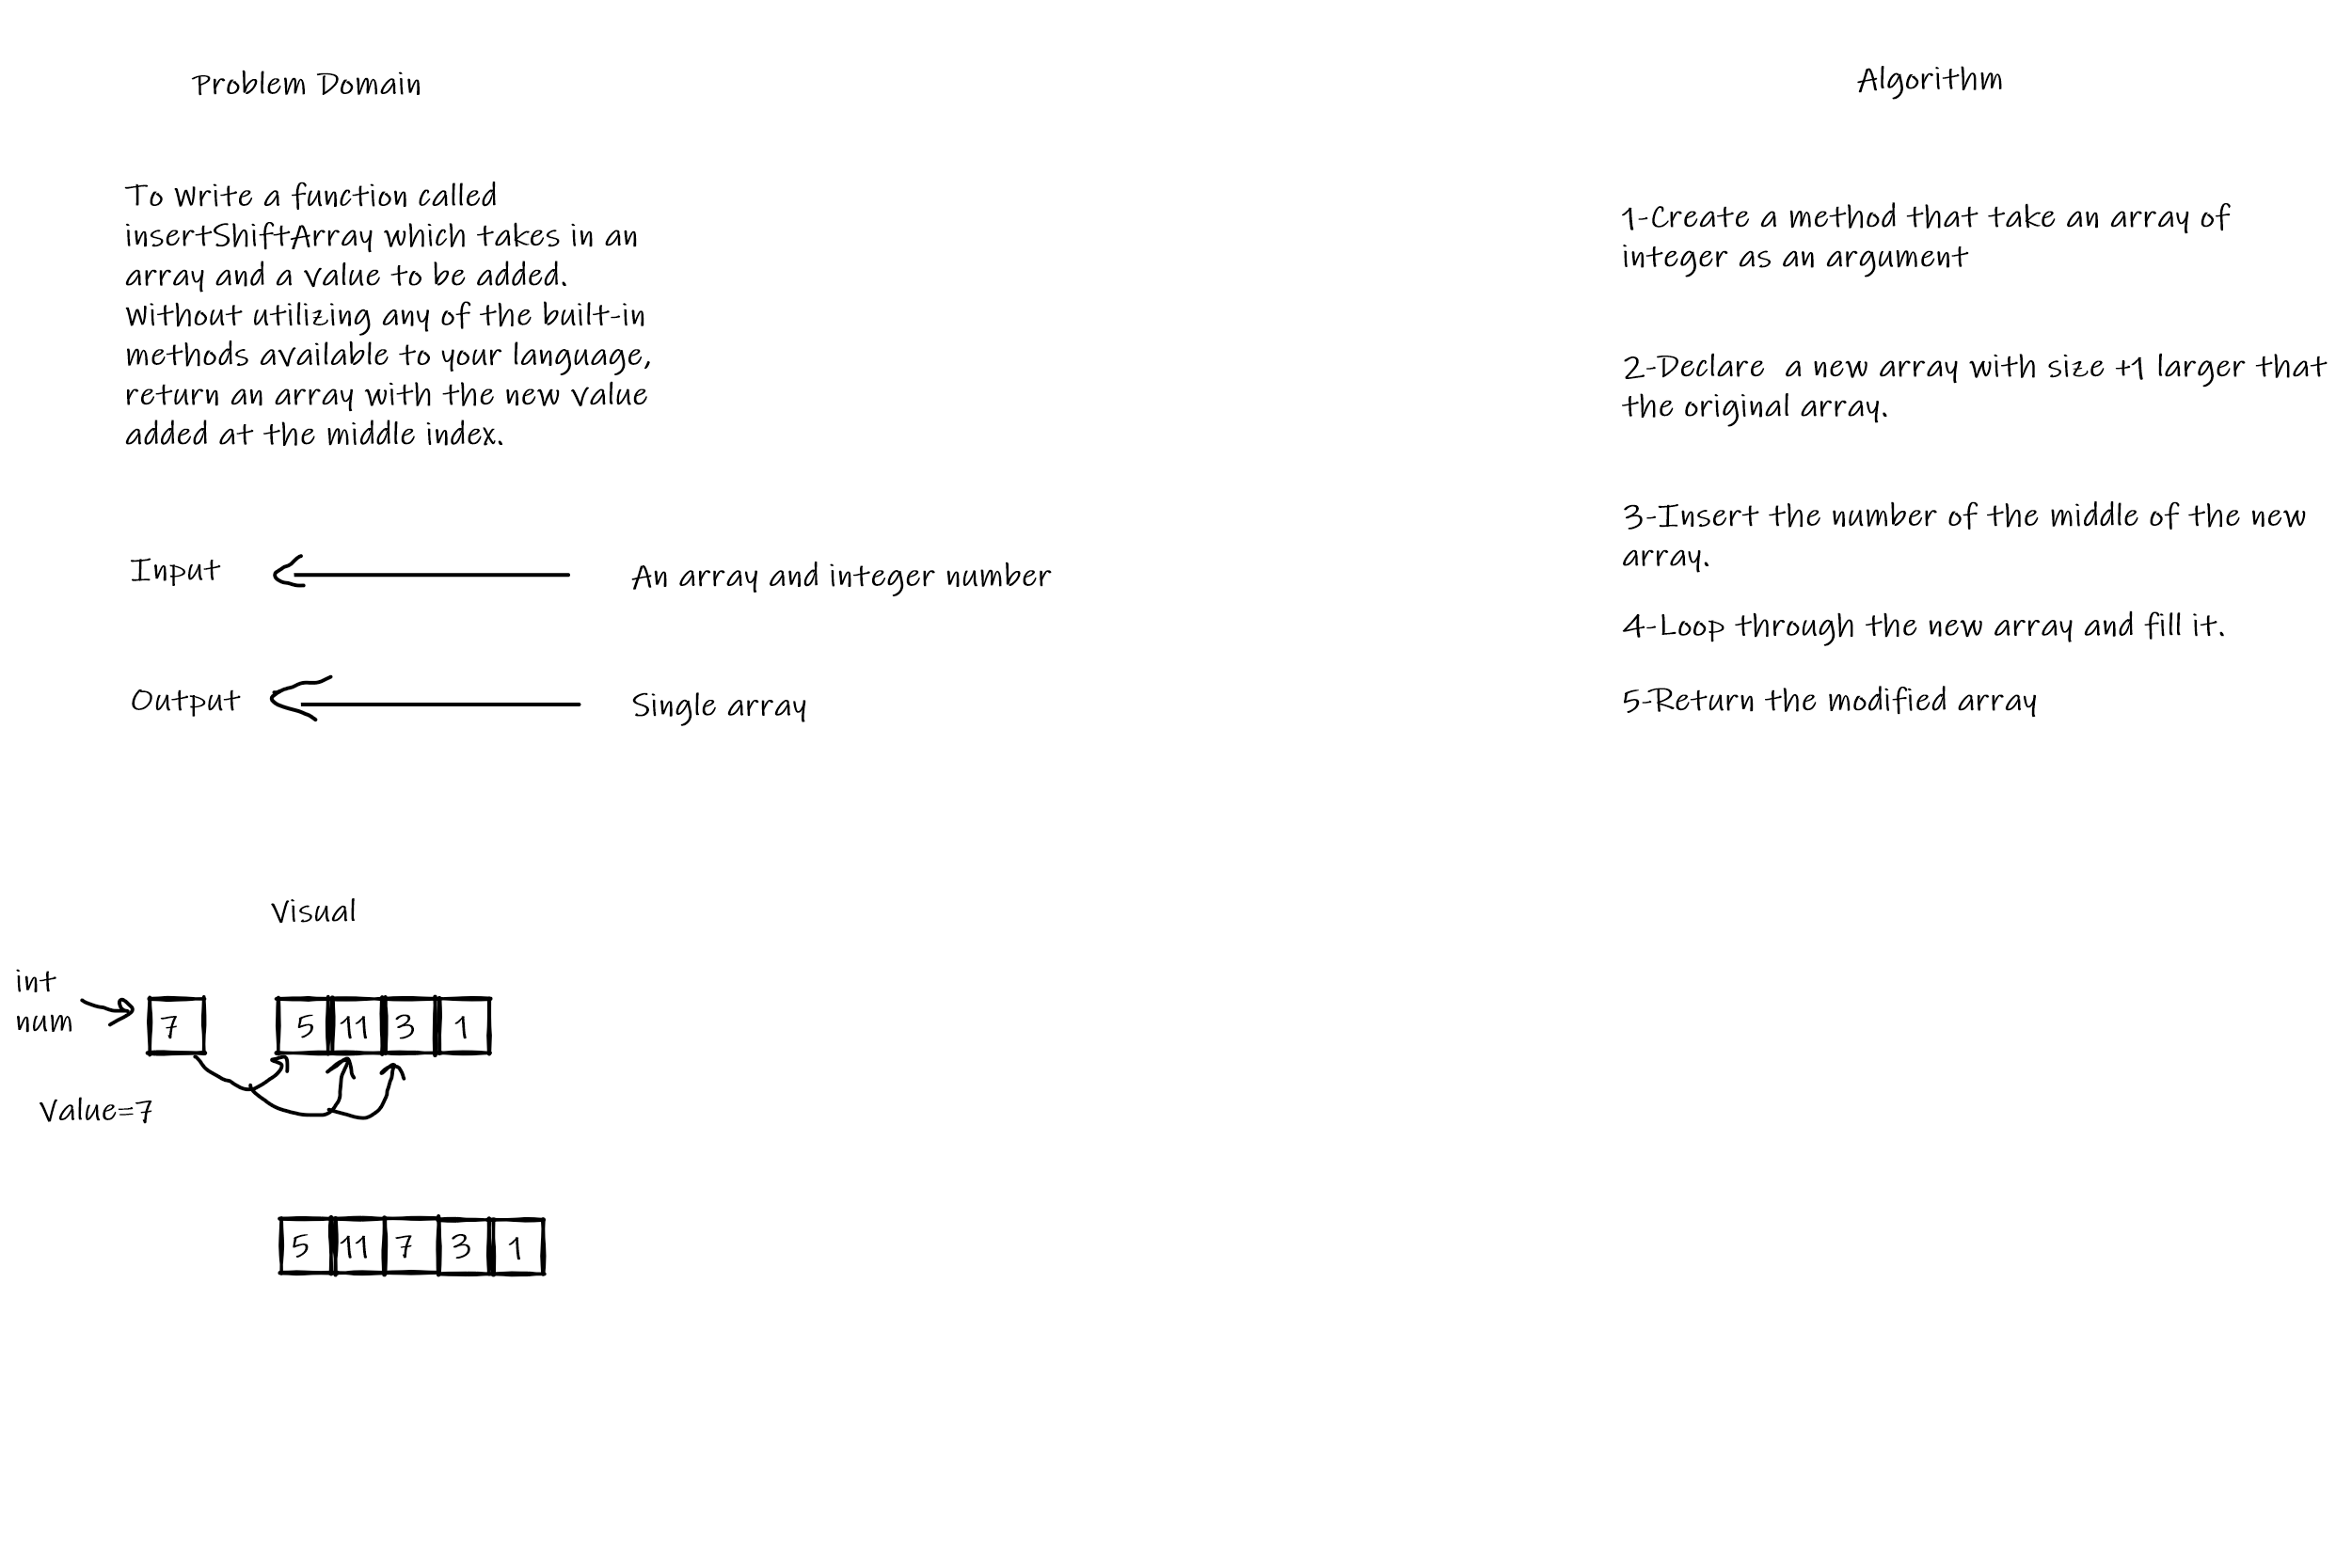 Problem Domain
To write a function called
insertShiftArray which takes in an
array and a value to be added.
Without utilizing any of the built-in
methods available to your language,
return an array with the new value
added at the middle index.
Input
An array and integer number
Output
Single array
Visual
int
num
7
5 11 3 1
Value=7
5 11 7 3 1
Algorithm
1-Create a method that take an array of
integer as an argument
2-Declare a new array with size +1 larger that
the original array.
3-Insert the number of the middle of the new
array.
4-Loop through the new array and fill it.
5-Return the modified array